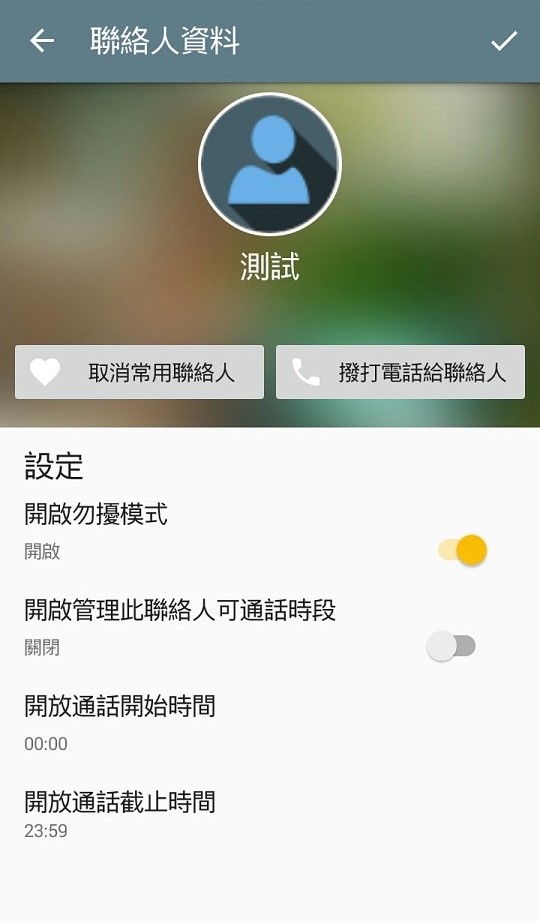 聯絡人資料
測試
取消常用聯絡人
撥打電話給聯絡人
設定
開啟勿擾模式
開啟
開啟管理此聯絡人可通話時段
關閉
開放通話開始時間
00:00
開放通話截止時間
23:59